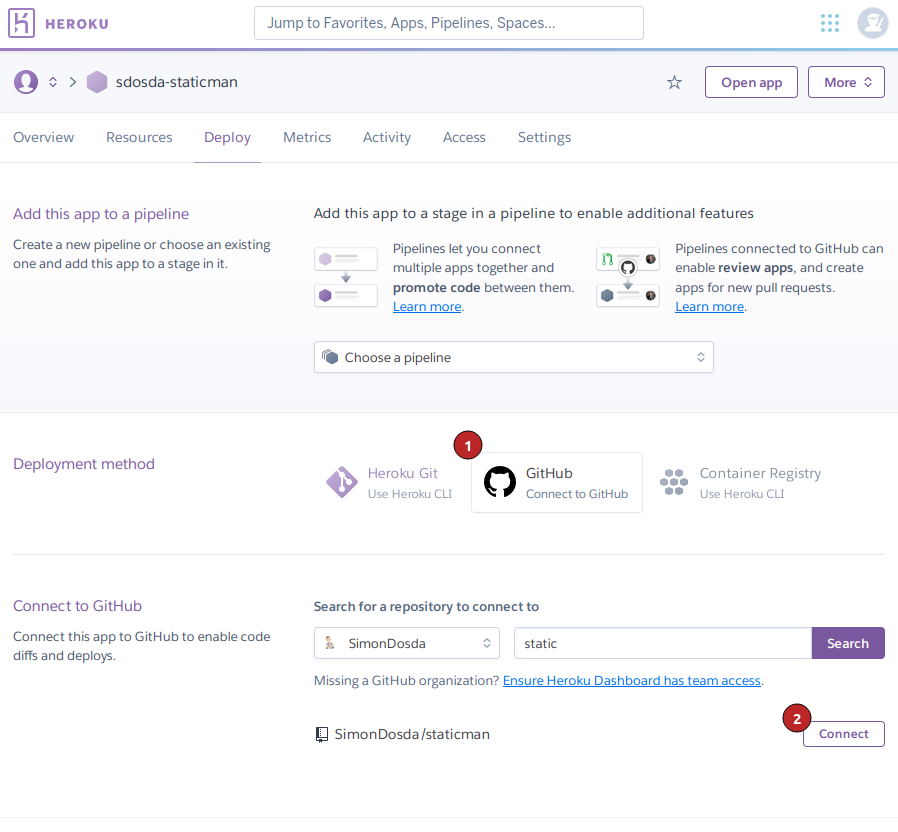 HEROKU
Jump to Favorites, Apps, Pipelines, Spaces...
sdosda-staticman
Open app
More
Overview
Resources
Deploy
Metrics
Activity
Access
Settings
Add this app to a pipeline
Create a new pipeline or choose an existing
one and add this app to a stage in it.
Add this app to a stage in a pipeline to enable additional features
Pipelines let you connect
multiple apps together and
promote code between them.
Learn more.
Pipelines connected to GitHub can
enable review apps, and create
apps for new pull requests.
Learn more.
Choose a pipeline
Deployment method
Heroku Git
Use Heroku CLI
1
GitHub
Connect to GitHub
Container Registry
Use Heroku CLI
Connect to GitHub
Connect this app to GitHub to enable code
diffs and deploys.
Search for a repository to connect to
SimonDosda
static
Search
Missing a GitHub organization? Ensure Heroku Dashboard has team access.
SimonDosda/staticman
2
Connect